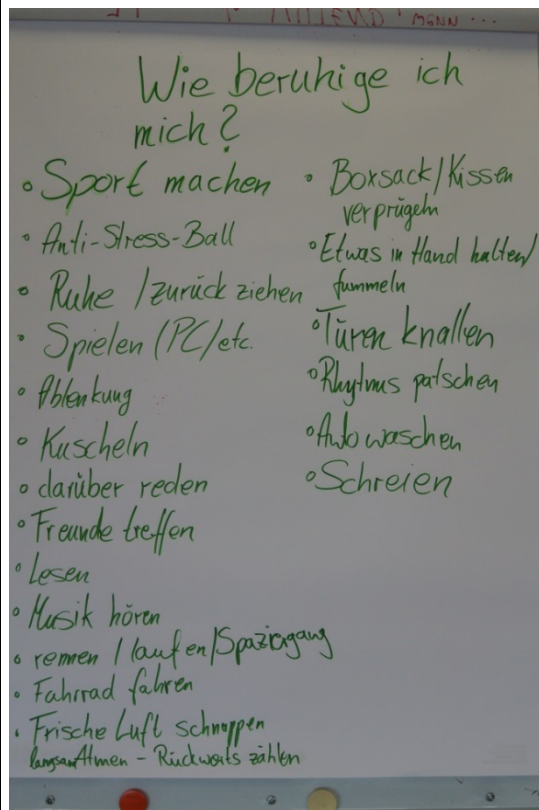 Wie beruhige ich
mich?
• Sport machen
• Anti-Stress-Ball
• Ruhe / zurück ziehen
• Spielen (PC/etc.
• Ablenkung
• Kuscheln
• darüber reden
• Freunde treffen
• Lesen
• Musik hören
• rennen / laufen/Spaziergang
• Fahrrad fahren
• Frische Luft schnappen
langsam Atmen - Rückwärts zählen
• Boxsack/Kissen
verprügeln
• Etwas in Hand halten/
fummeln
• Türen knallen
• Rhytmus patschen
• Auto waschen
• Schreien